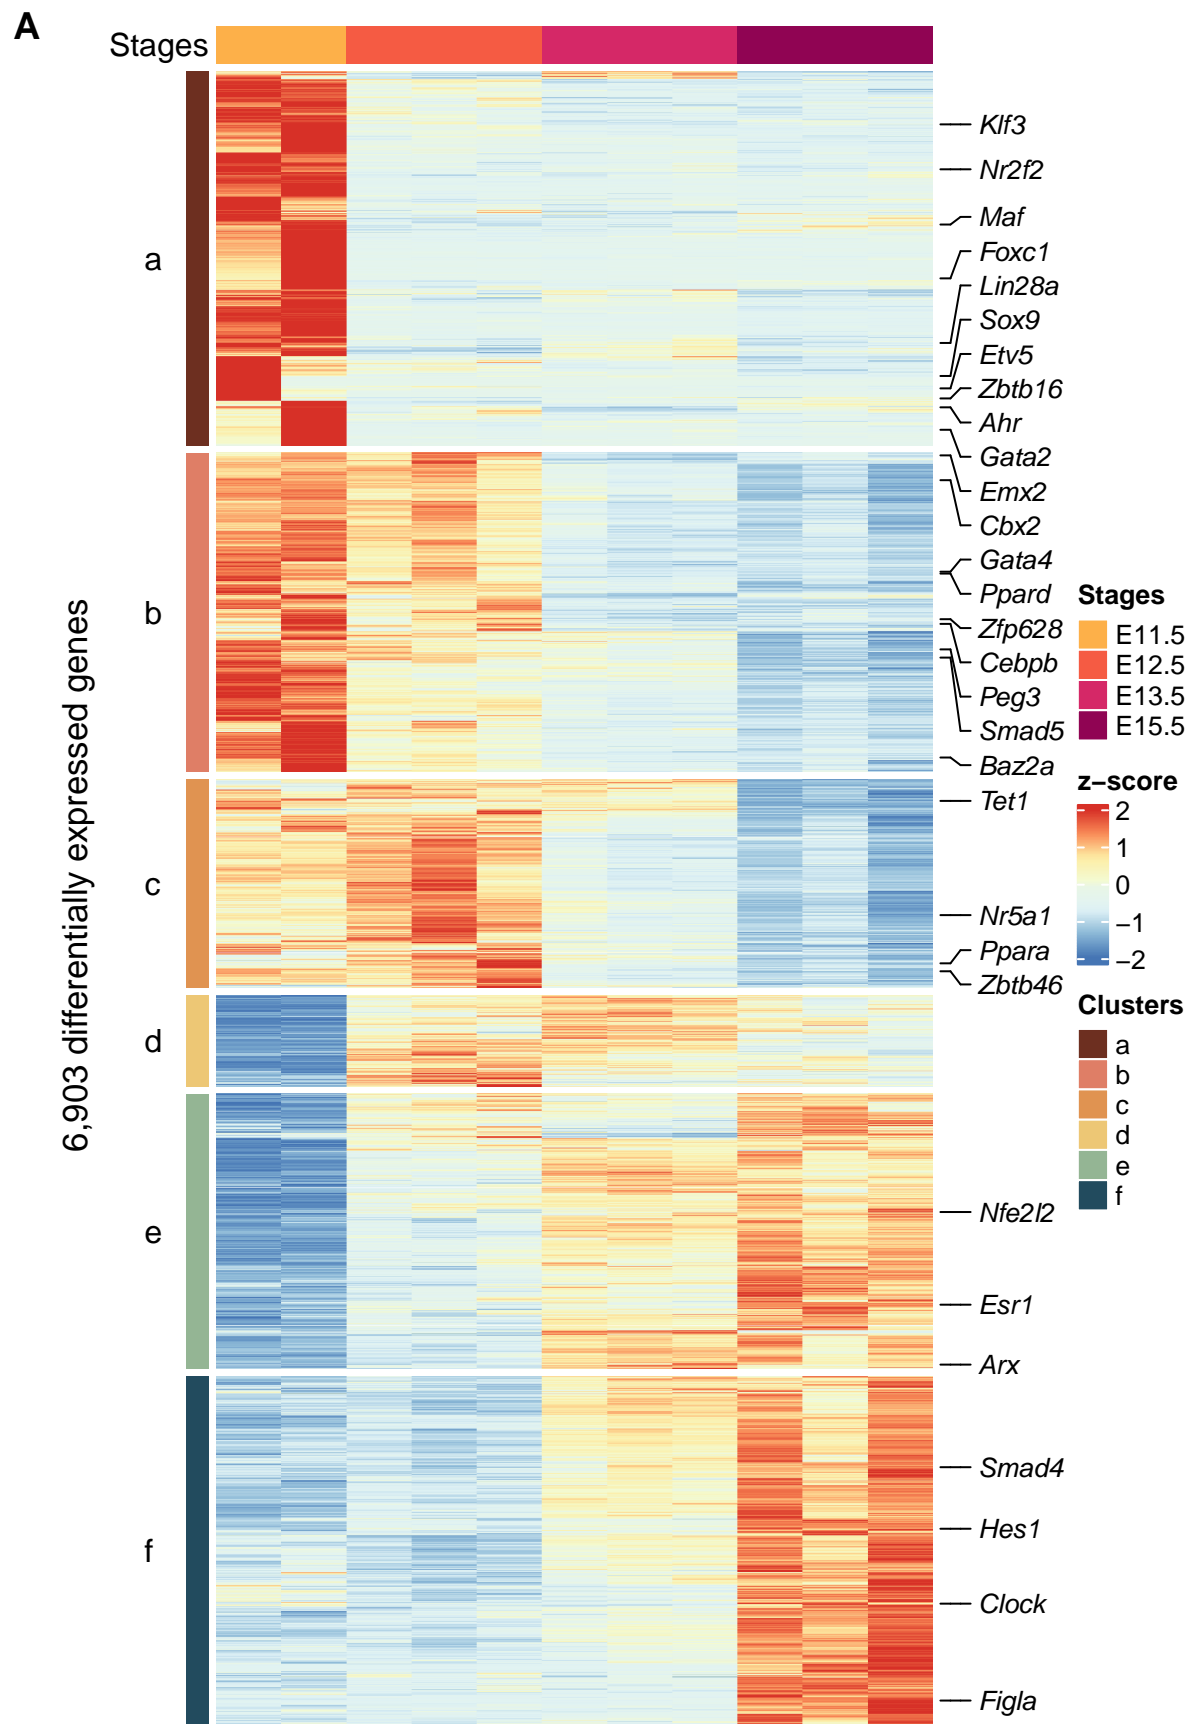 A
Stages
a
b
c
d
e
f
6,903 differentially expressed genes
Klf3
Nr2f2
Maf
Foxc1
Lin28a
Sox9
Etv5
Zbtb16
Ahr
Gata2
Emx2
Cbx2
Gata4
Ppard
Zfp628
Cebpb
Peg3
Smad5
Baz2a
Tet1
Nr5a1
Ppara
Zbtb46
Nfe2l2
Esr1
Arx
Smad4
Hes1
Clock
Figla
Stages
E11.5
E12.5
E13.5
E15.5
z−score
2
1
0
−1
−2
Clusters
a
b
c
d
e
f